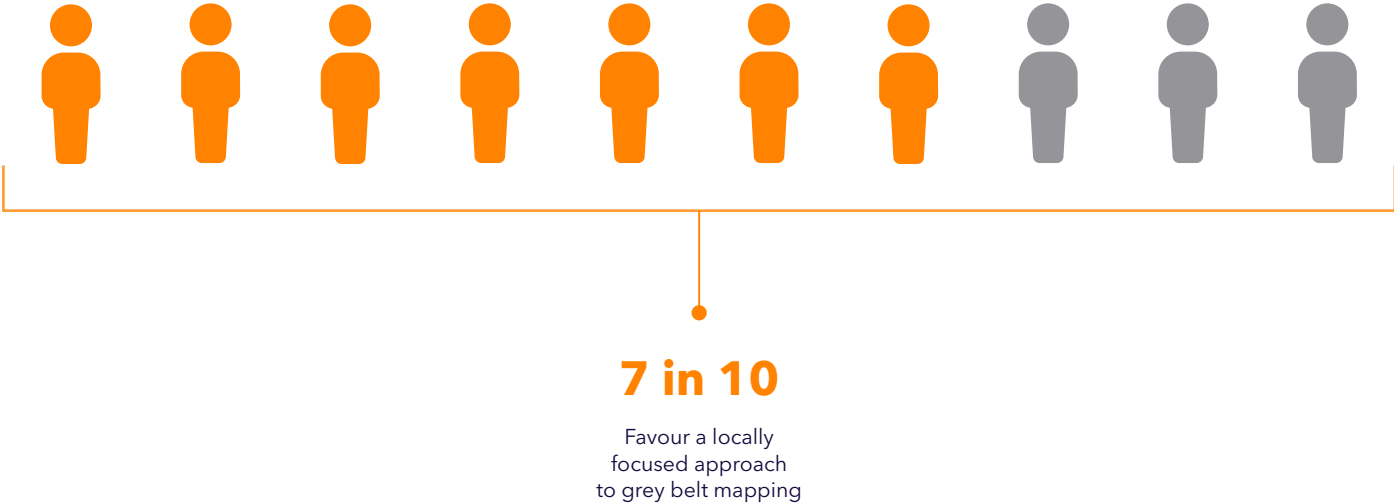 7 in 10
Favour a locally
focused approach
to grey belt mapping